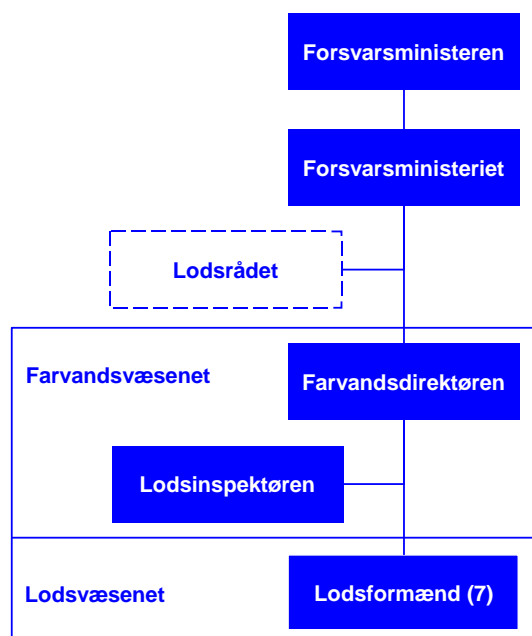 Forsvarsministeren
Forsvarsministeriet
Lodsrådet
Farvandsvæsenet
Farvandsdirektøren
Lodsinspektøren
Lodsvæsenet
Lodsformænd (7)